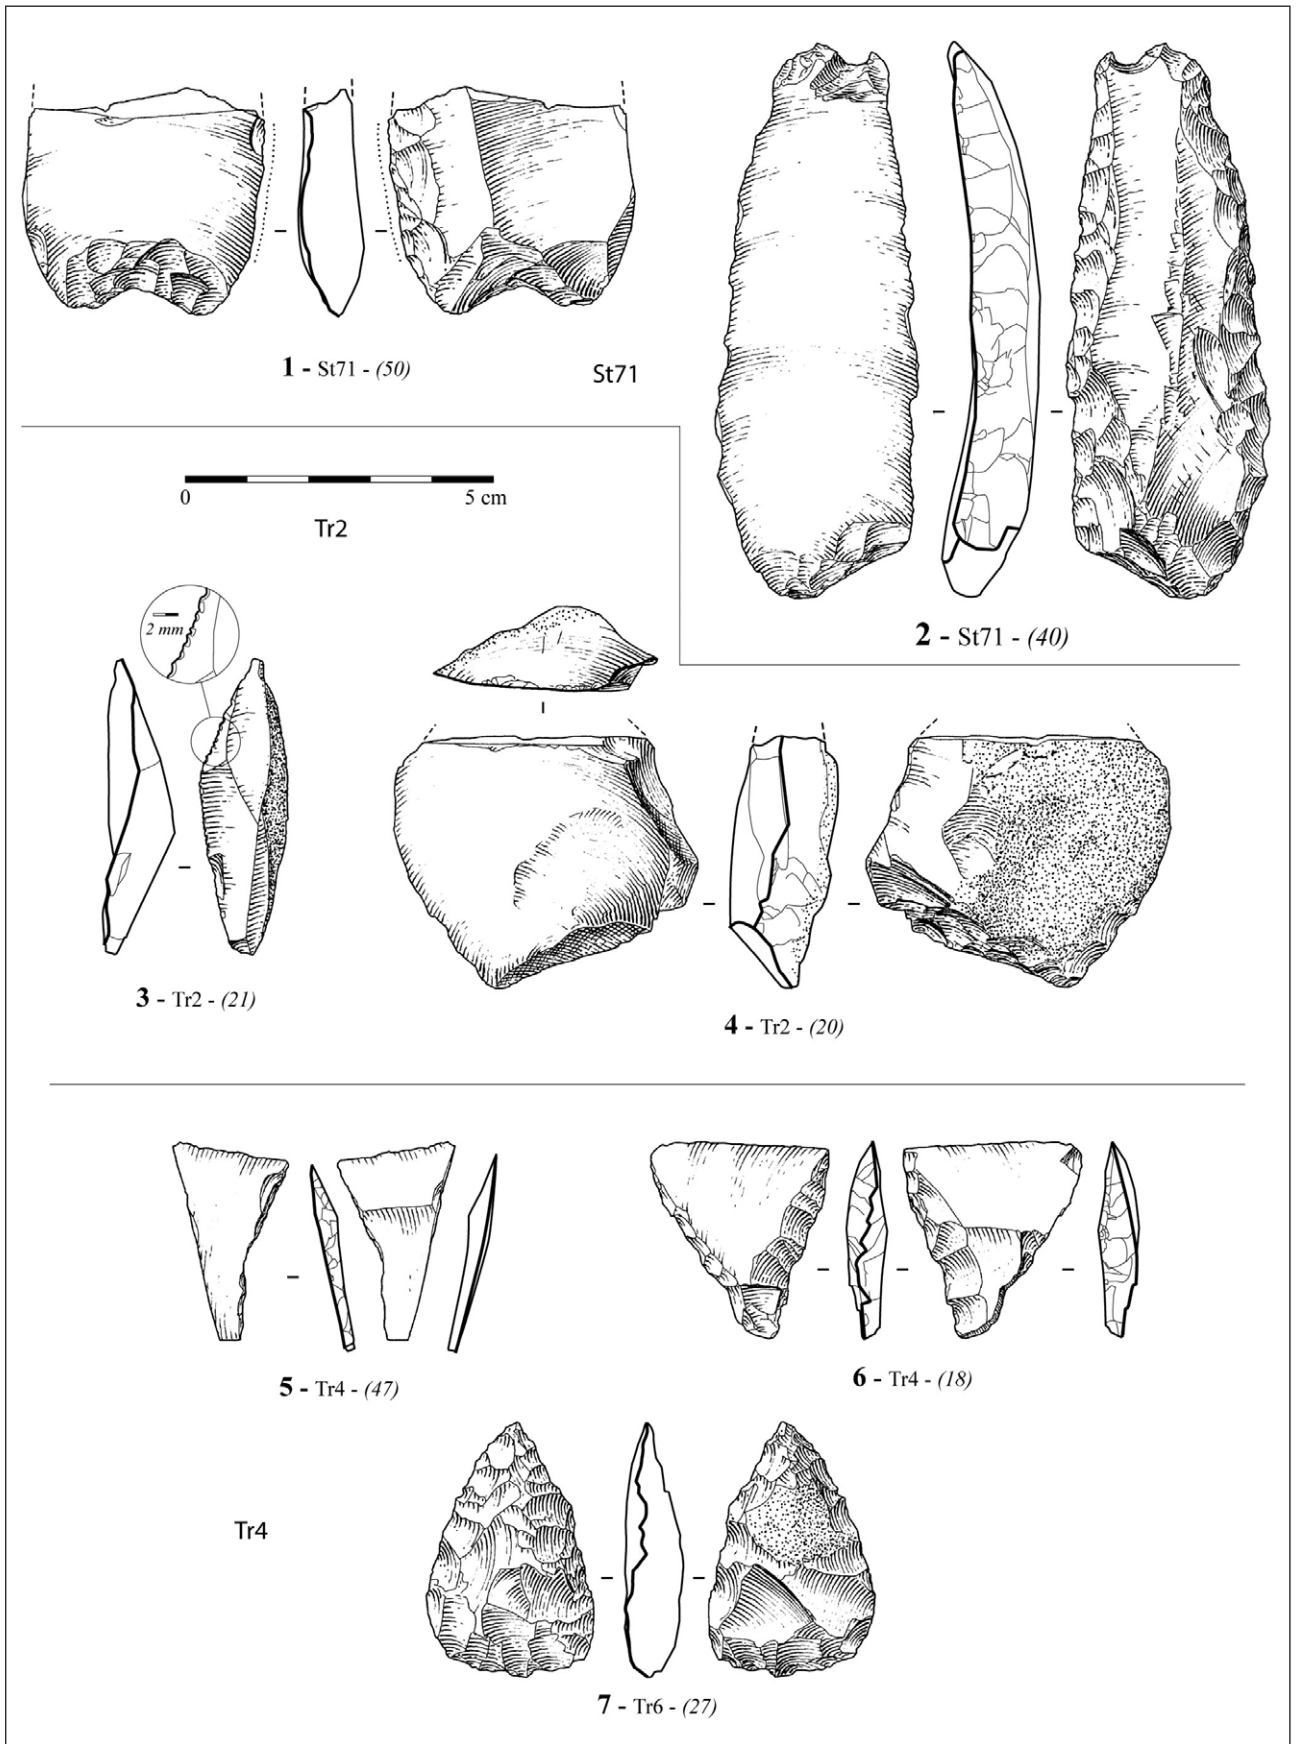 1 - St71 - (50)
St71
0 5 cm
Tr2
2 - St71 - (40)
2 mm
3 - Tr2 - (21)
4 - Tr2 - (20)
5 - Tr4 - (47)
6 - Tr4 - (18)
Tr4
7 - Tr6 - (27)